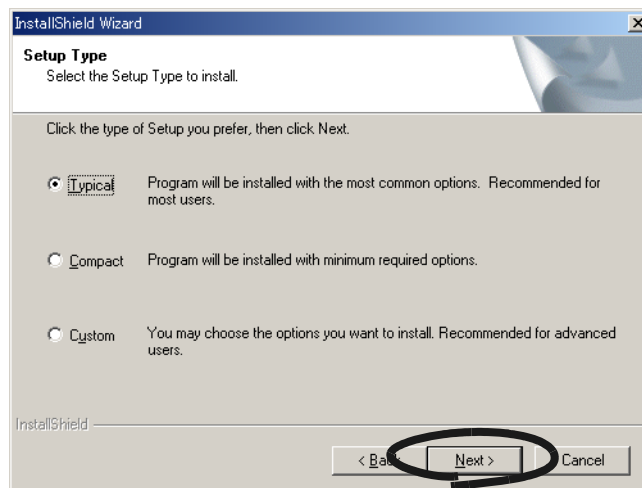 InstallShield Wizard
Setup Type
Select the Setup Type to install.
Click the type of Setup you prefer, then click Next.
Typical
Program will be installed with the most common options. Recommended for
most users.
Compact
Program will be installed with minimum required options.
Custom
You may choose the options you want to install. Recommended for advanced
users.
InstallShield
< Back
Next >
Cancel